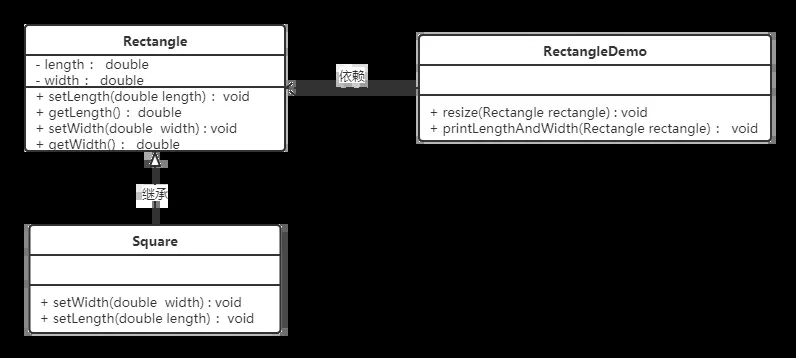 Rectangle
- length： double
- width： double
+ setLength(double length)： void
+ getLength()： double
+ setWidth(double  width) : void
+ getWidth()： double
依赖
RectangleDemo
+ resize(Rectangle rectangle) : void
+ printLengthAndWidth(Rectangle rectangle)： void
继承
Square
+ setWidth(double  width) : void
+ setLength(double length)： void